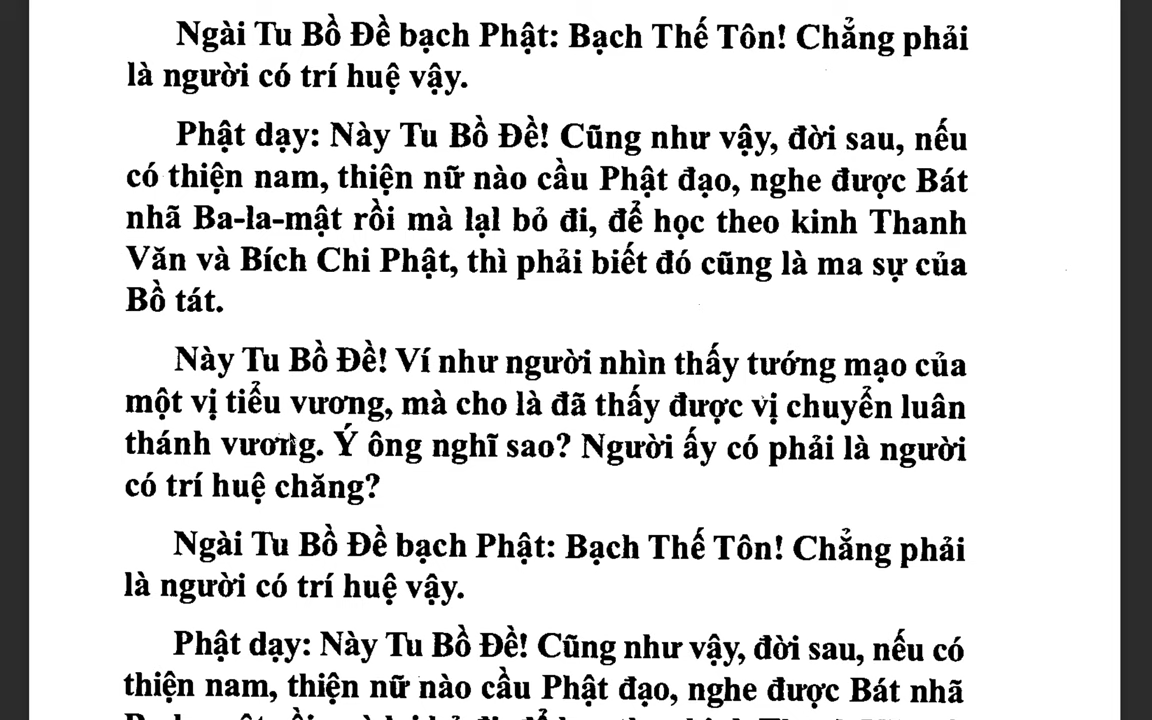 Ngài Tu Bồ Đề bạch Phật: Bạch Thế Tôn! Chẳng phải
là người có trí huệ vậy.
Phật dạy: Này Tu Bồ Đề! Cũng như vậy, đời sau, nếu
có thiện nam, thiện nữ nào cầu Phật đạo, nghe được Bát
nhã Ba-la-mật rồi mà lạl bỏ đi, để học theo kinh Thanh
Văn và Bích Chi Phật, thì phải biết đó cũng là ma sự của
Bồ tát.
Này Tu Bồ Đề! Ví như người nhìn thấy tướng mạo của
một vị tiểu vương, mà cho là đã thấy được vị chuyển luân
thánh vương. Ý ông nghĩ sao? Người ấy có phải là người
có trí huệ chăng?
Ngài Tu Bồ Đề bạch Phật: Bạch Thế Tôn! Chẳng phải
là người có trí huệ vậy.
Phật dạy: Này Tu Bồ Đề! Cũng như vậy, đời sau, nếu có
thiện nam, thiện nữ nào cầu Phật đạo, nghe được Bát nhã